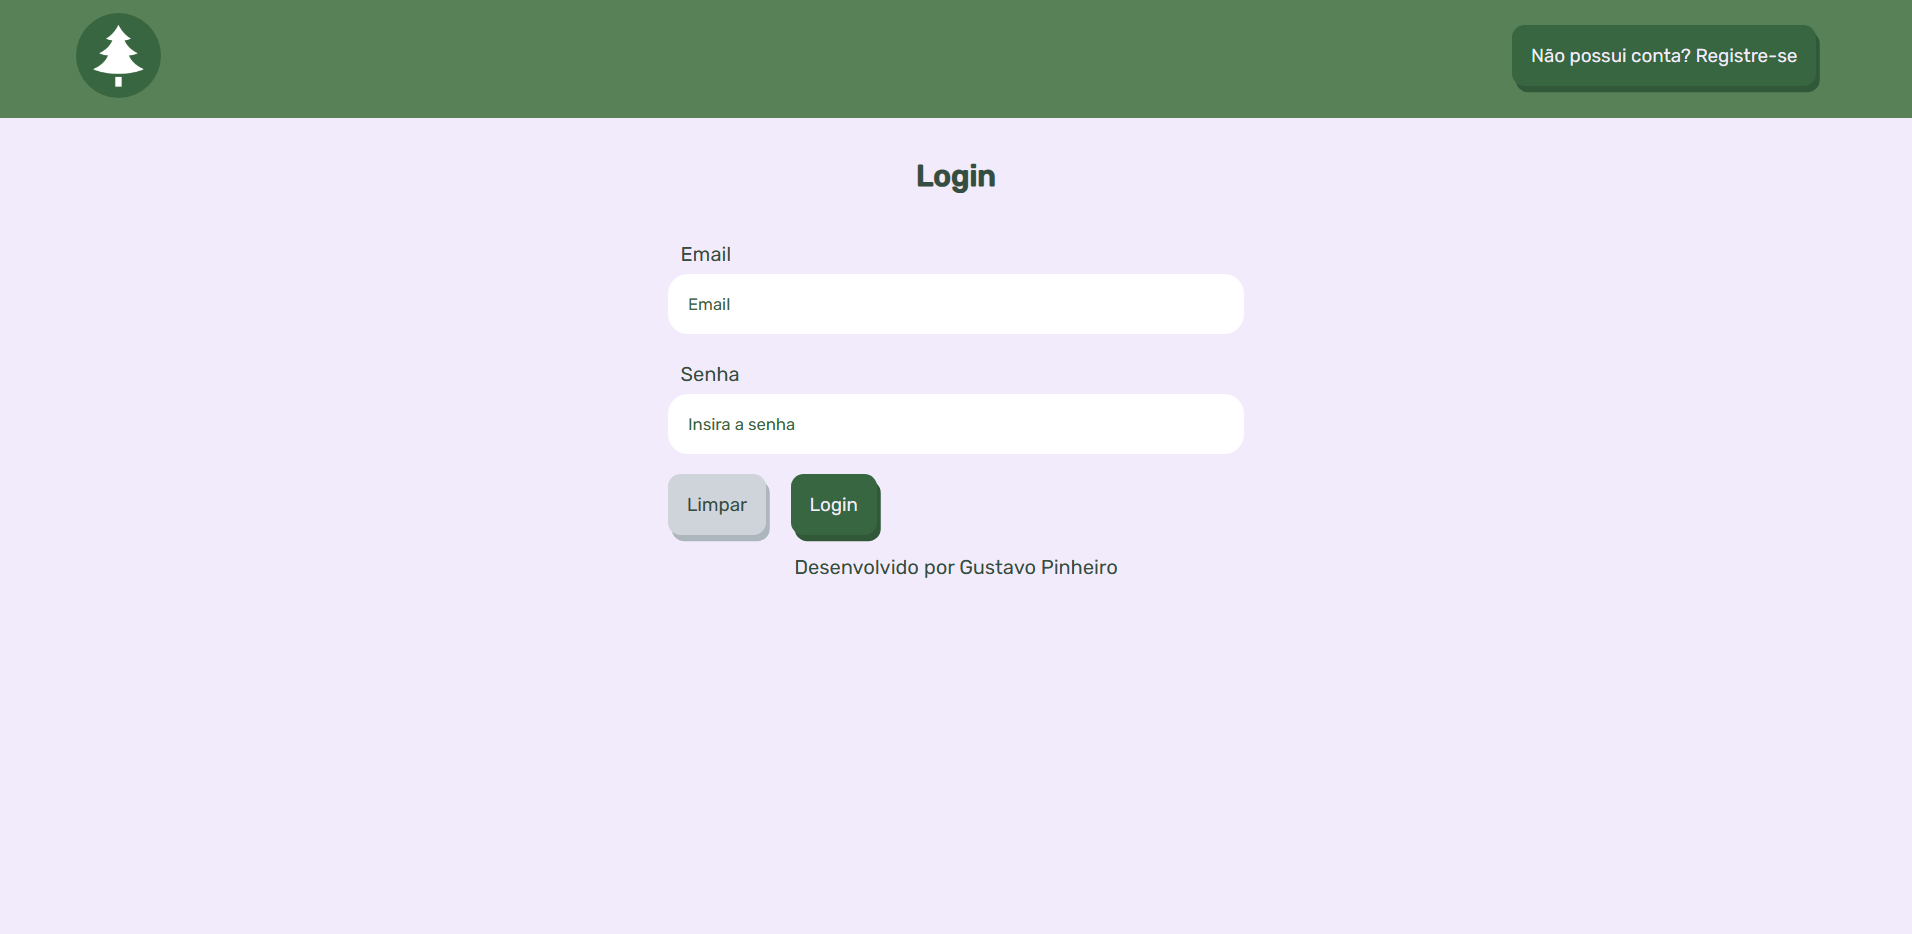 Não possui conta? Registre-se
Login
Email
Email
Senha
Insira a senha
Limpar
Login
Desenvolvido por Gustavo Pinheiro